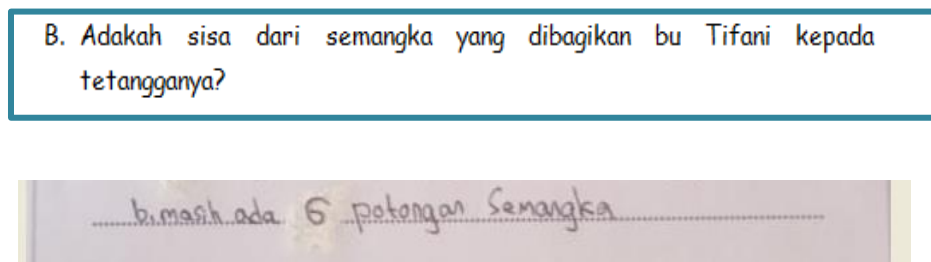 B. Adakah sisa dari semangka yang dibagikan bu Tifani kepada
tetangganya?
b. masih ada 6 potongan Semangka